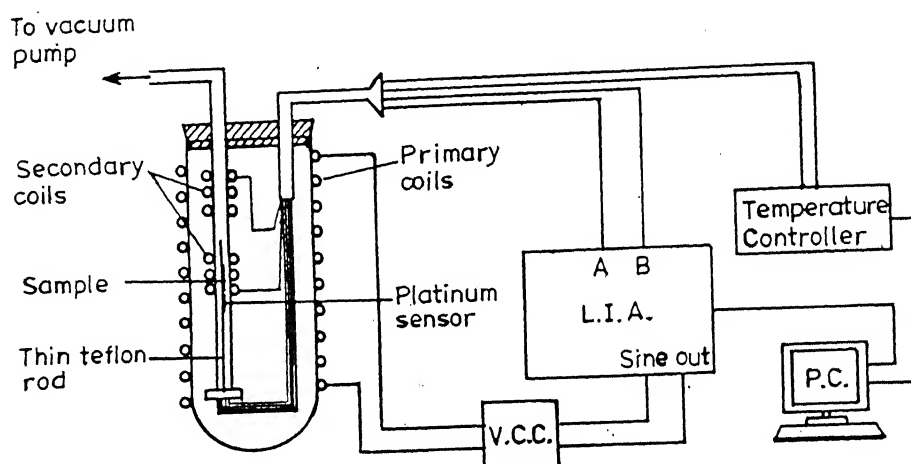 To vacuum
pump
Secondary
coils
Primary
coils
Sample
Platinum
sensor
Thin teflon
rod
Temperature
Controller
A B
L.I.A.
Sine out
V.C.C.
P.C.